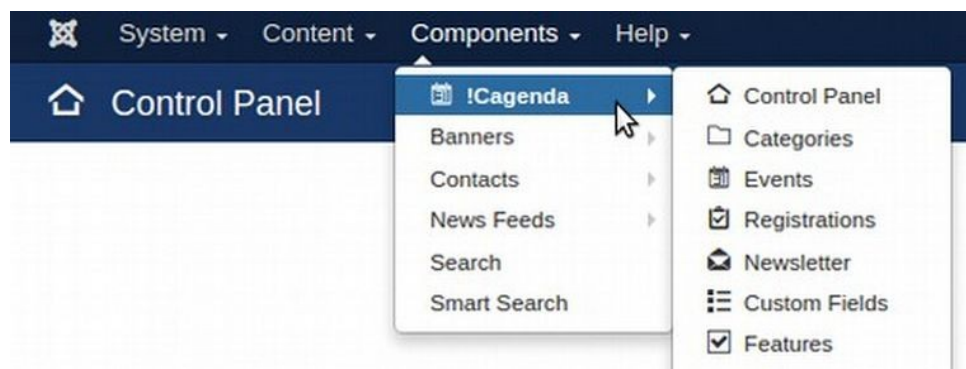 System Content Components Help
Control Panel
!Cagenda
Banners
Contacts
News Feeds
Search
Smart Search
Control Panel
Categories
Events
Registrations
Newsletter
Custom Fields
Features